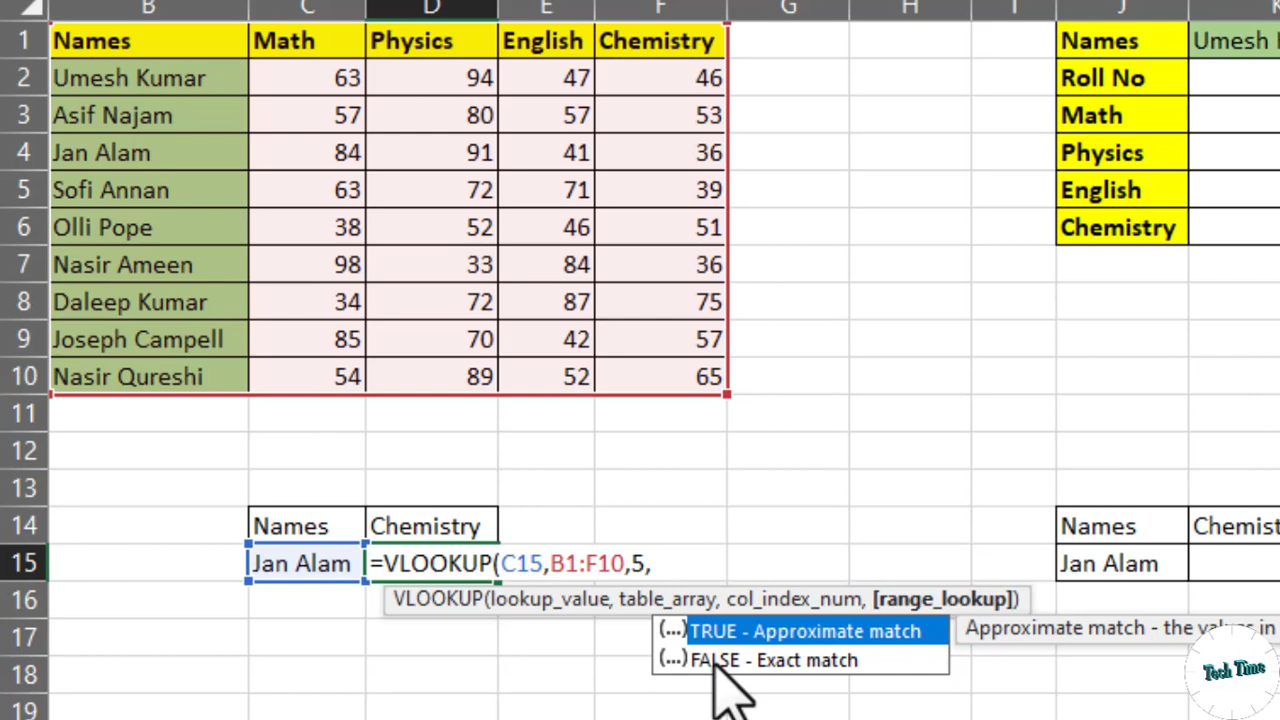 B C D E F G H I J K
1 Names Math Physics English Chemistry Names Umesh
2 Umesh Kumar 63 94 47 46 Roll No
3 Asif Najam 57 80 57 53 Math
4 Jan Alam 84 91 41 36 Physics
5 Sofi Annan 63 72 71 39 English
6 Olli Pope 38 52 46 51 Chemistry
7 Nasir Ameen 98 33 84 36
8 Daleep Kumar 34 72 87 75
9 Joseph Campell 85 70 42 57
10 Nasir Qureshi 54 89 52 65
11
12
13
14 Names Chemistry Names Chemist
15 Jan Alam =VLOOKUP(C15,B1:F10,5, Jan Alam
16 VLOOKUP(lookup_value, table_array, col_index_num, [range_lookup])
17 (...)TRUE - Approximate match Approximate match - the values in
(...)FALSE - Exact match
18 Tech Time
19